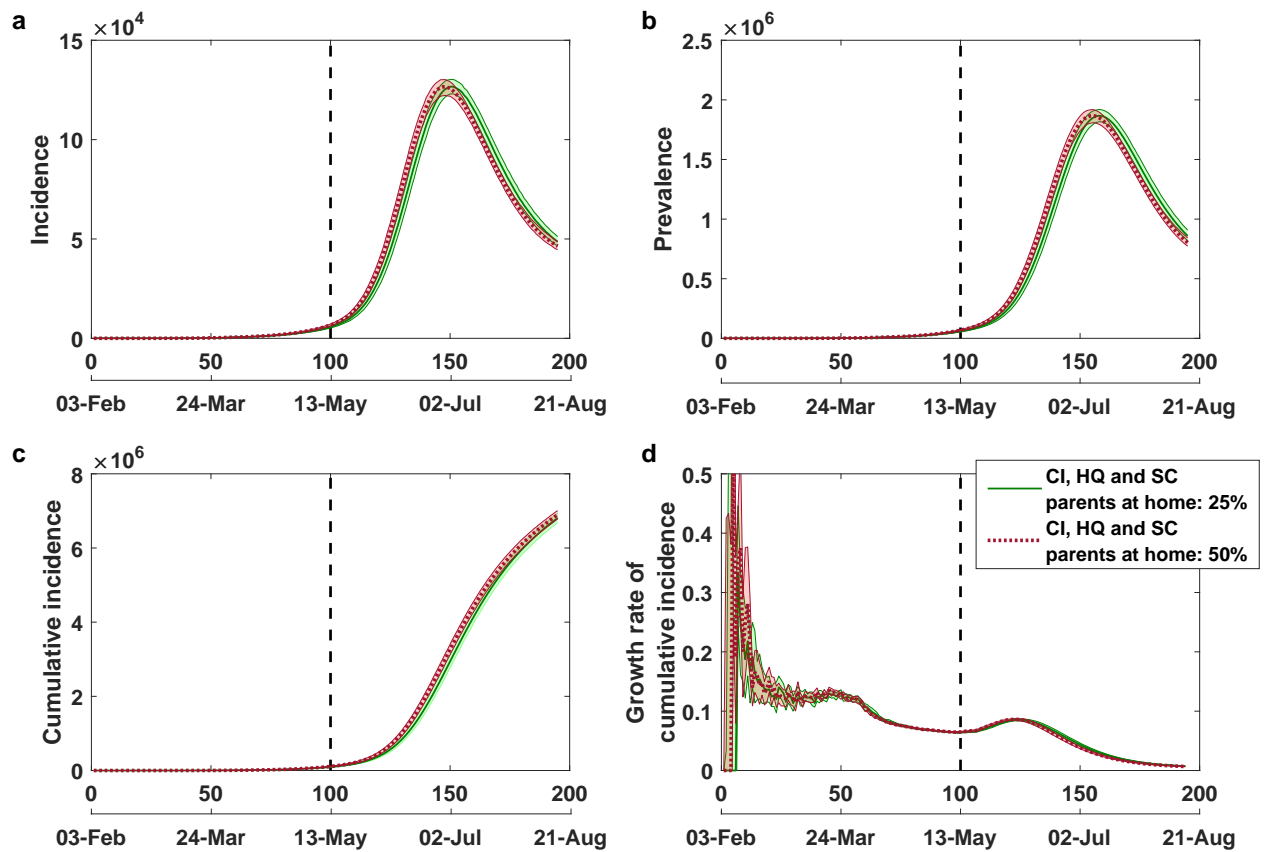 a
×10⁴
15
10
5
0
Incidence
0 50 100 150 200
03-Feb 24-Mar 13-May 02-Jul 21-Aug
b
×10⁶
2.5
2
1.5
1
0.5
0
Prevalence
0 50 100 150 200
03-Feb 24-Mar 13-May 02-Jul 21-Aug
c
×10⁶
8
6
4
2
0
Cumulative incidence
0 50 100 150 200
03-Feb 24-Mar 13-May 02-Jul 21-Aug
d
0.5
0.4
0.3
0.2
0.1
0
Growth rate of
cumulative incidence
CI, HQ and SC
parents at home: 25%
CI, HQ and SC
parents at home: 50%
0 50 100 150 200
03-Feb 24-Mar 13-May 02-Jul 21-Aug